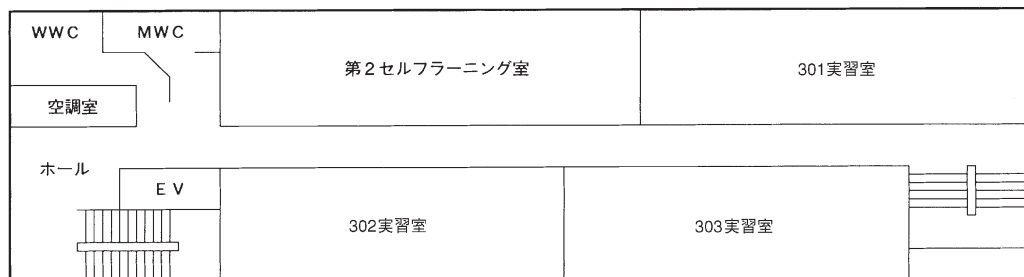 WWC
MWC
第2セルフラーニング室
301実習室
空調室
ホール
EV
302実習室
303実習室